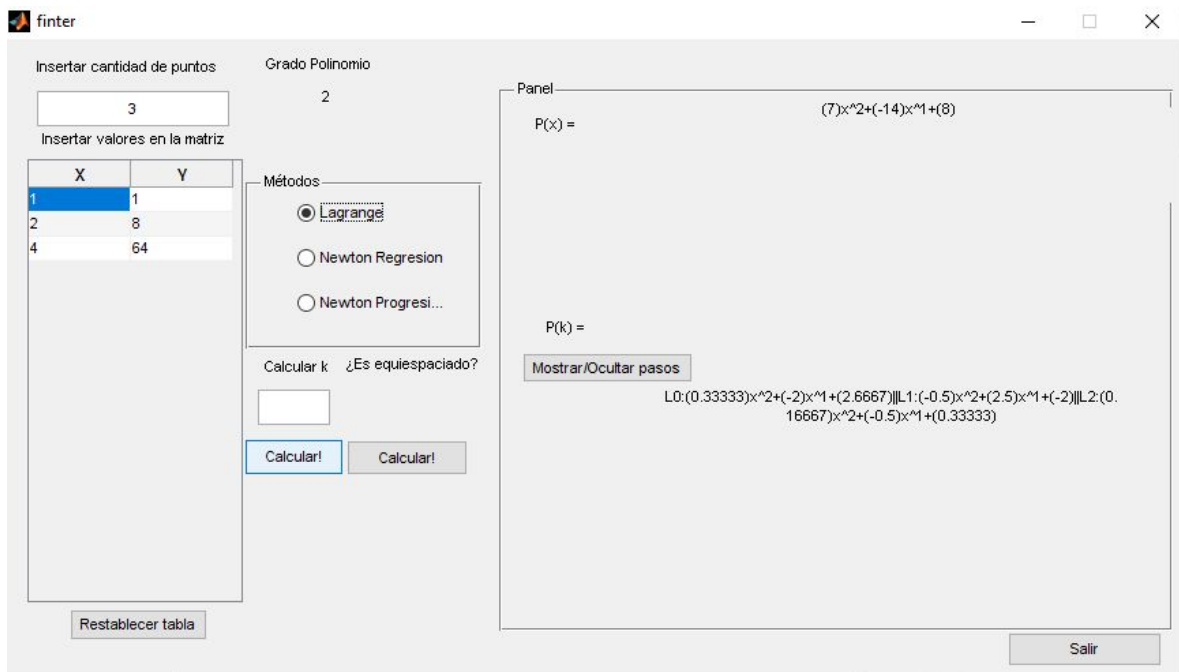 finter
Insertar cantidad de puntos
3
Insertar valores en la matriz
X Y
1 1
2 8
4 64
Restablecer tabla
Grado Polinomio
2
Métodos
Lagrange
Newton Regresion
Newton Progresi...
Calcular k ¿Es equiespaciado?
Calcular! Calcular!
Panel
P(x) = (7)x^2+(-14)x^1+(8)
P(k) =
Mostrar/Ocultar pasos
L0:(0.33333)x^2+(-2)x^1+(2.6667)||L1:(-0.5)x^2+(2.5)x^1+(-2)||L2:(0.
16667)x^2+(-0.5)x^1+(0.33333)
Salir